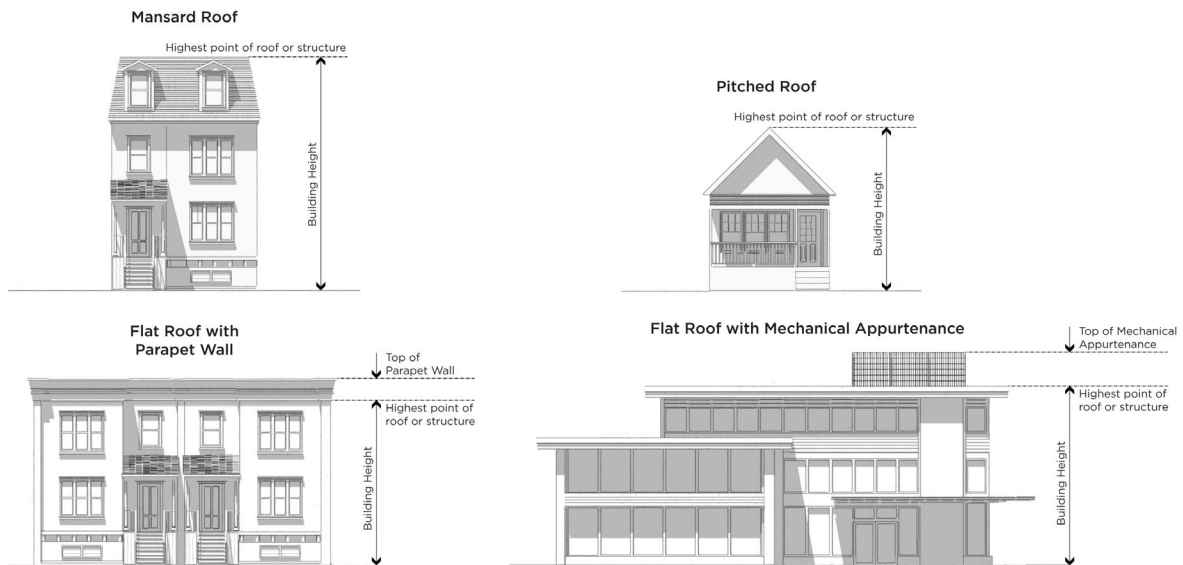 Mansard Roof
Highest point of roof or structure
Building Height
Pitched Roof
Highest point of roof or structure
Building Height
Flat Roof with
Parapet Wall
Top of
Parapet Wall
Highest point of
roof or structure
Building Height
Flat Roof with Mechanical Appurtenance
Top of Mechanical
Appurtenance
Highest point of
roof or structure
Building Height